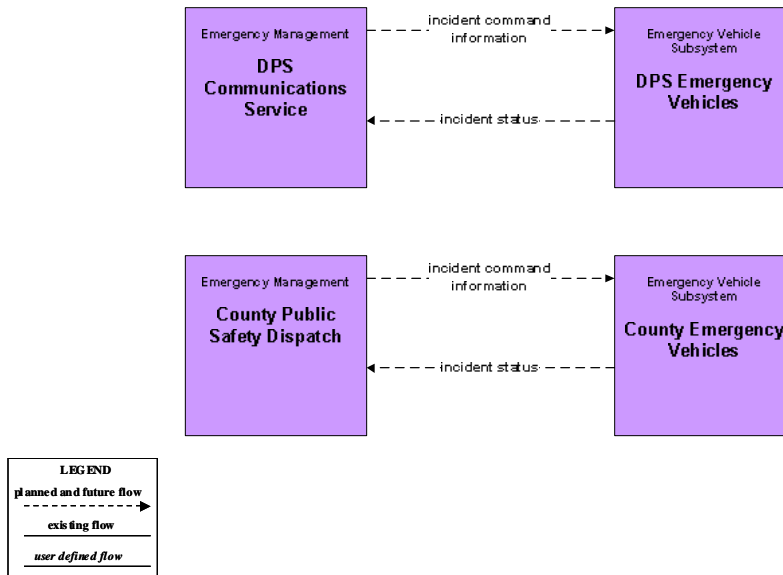 Emergency Management
DPS
Communications
Service
incident command
information
incident status
Emergency Vehicle
Subsystem
DPS Emergency
Vehicles
Emergency Management
County Public
Safety Dispatch
incident command
information
incident status
Emergency Vehicle
Subsystem
County Emergency
Vehicles
LEGEND
planned and future flow
existing flow
user defined flow